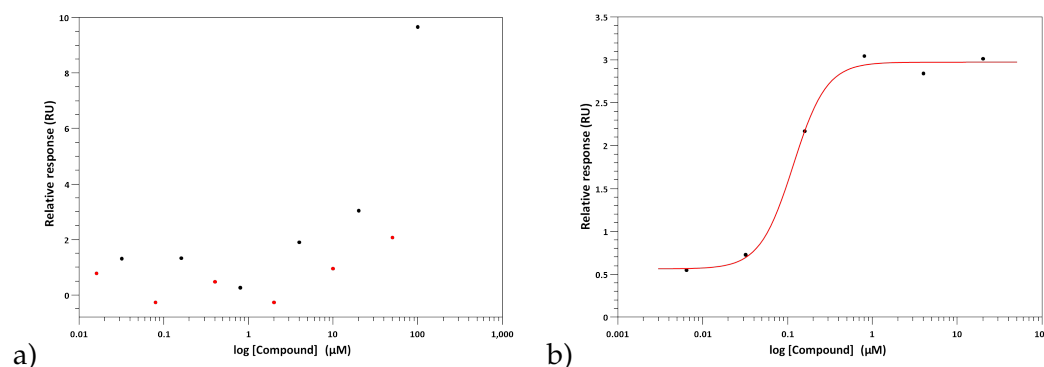 10
8
6
4
2
0
0.01 0.1 1 10 100 1,000
Relative response (RU)
log [Compound] (µM)
a)
3.5
3
2.5
2
1.5
1
0.5
0
0.001 0.01 0.1 1 10 100
Relative response (RU)
log [Compound] (µM)
b)